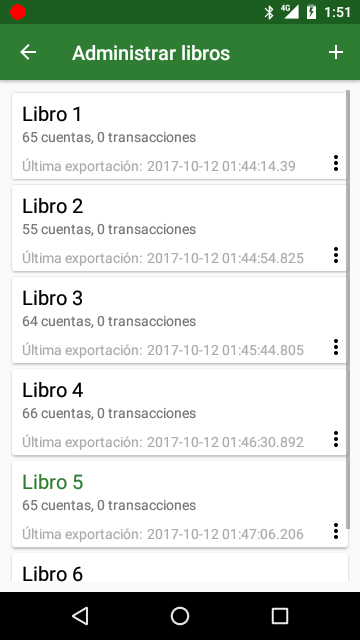 4G
1:51
Administrar libros
Libro 1
65 cuentas, 0 transacciones
Última exportación: 2017-10-12 01:44:14.39
Libro 2
55 cuentas, 0 transacciones
Última exportación: 2017-10-12 01:44:54.825
Libro 3
64 cuentas, 0 transacciones
Última exportación: 2017-10-12 01:45:44.805
Libro 4
66 cuentas, 0 transacciones
Última exportación: 2017-10-12 01:46:30.892
Libro 5
65 cuentas, 0 transacciones
Última exportación: 2017-10-12 01:47:06.206
Libro 6